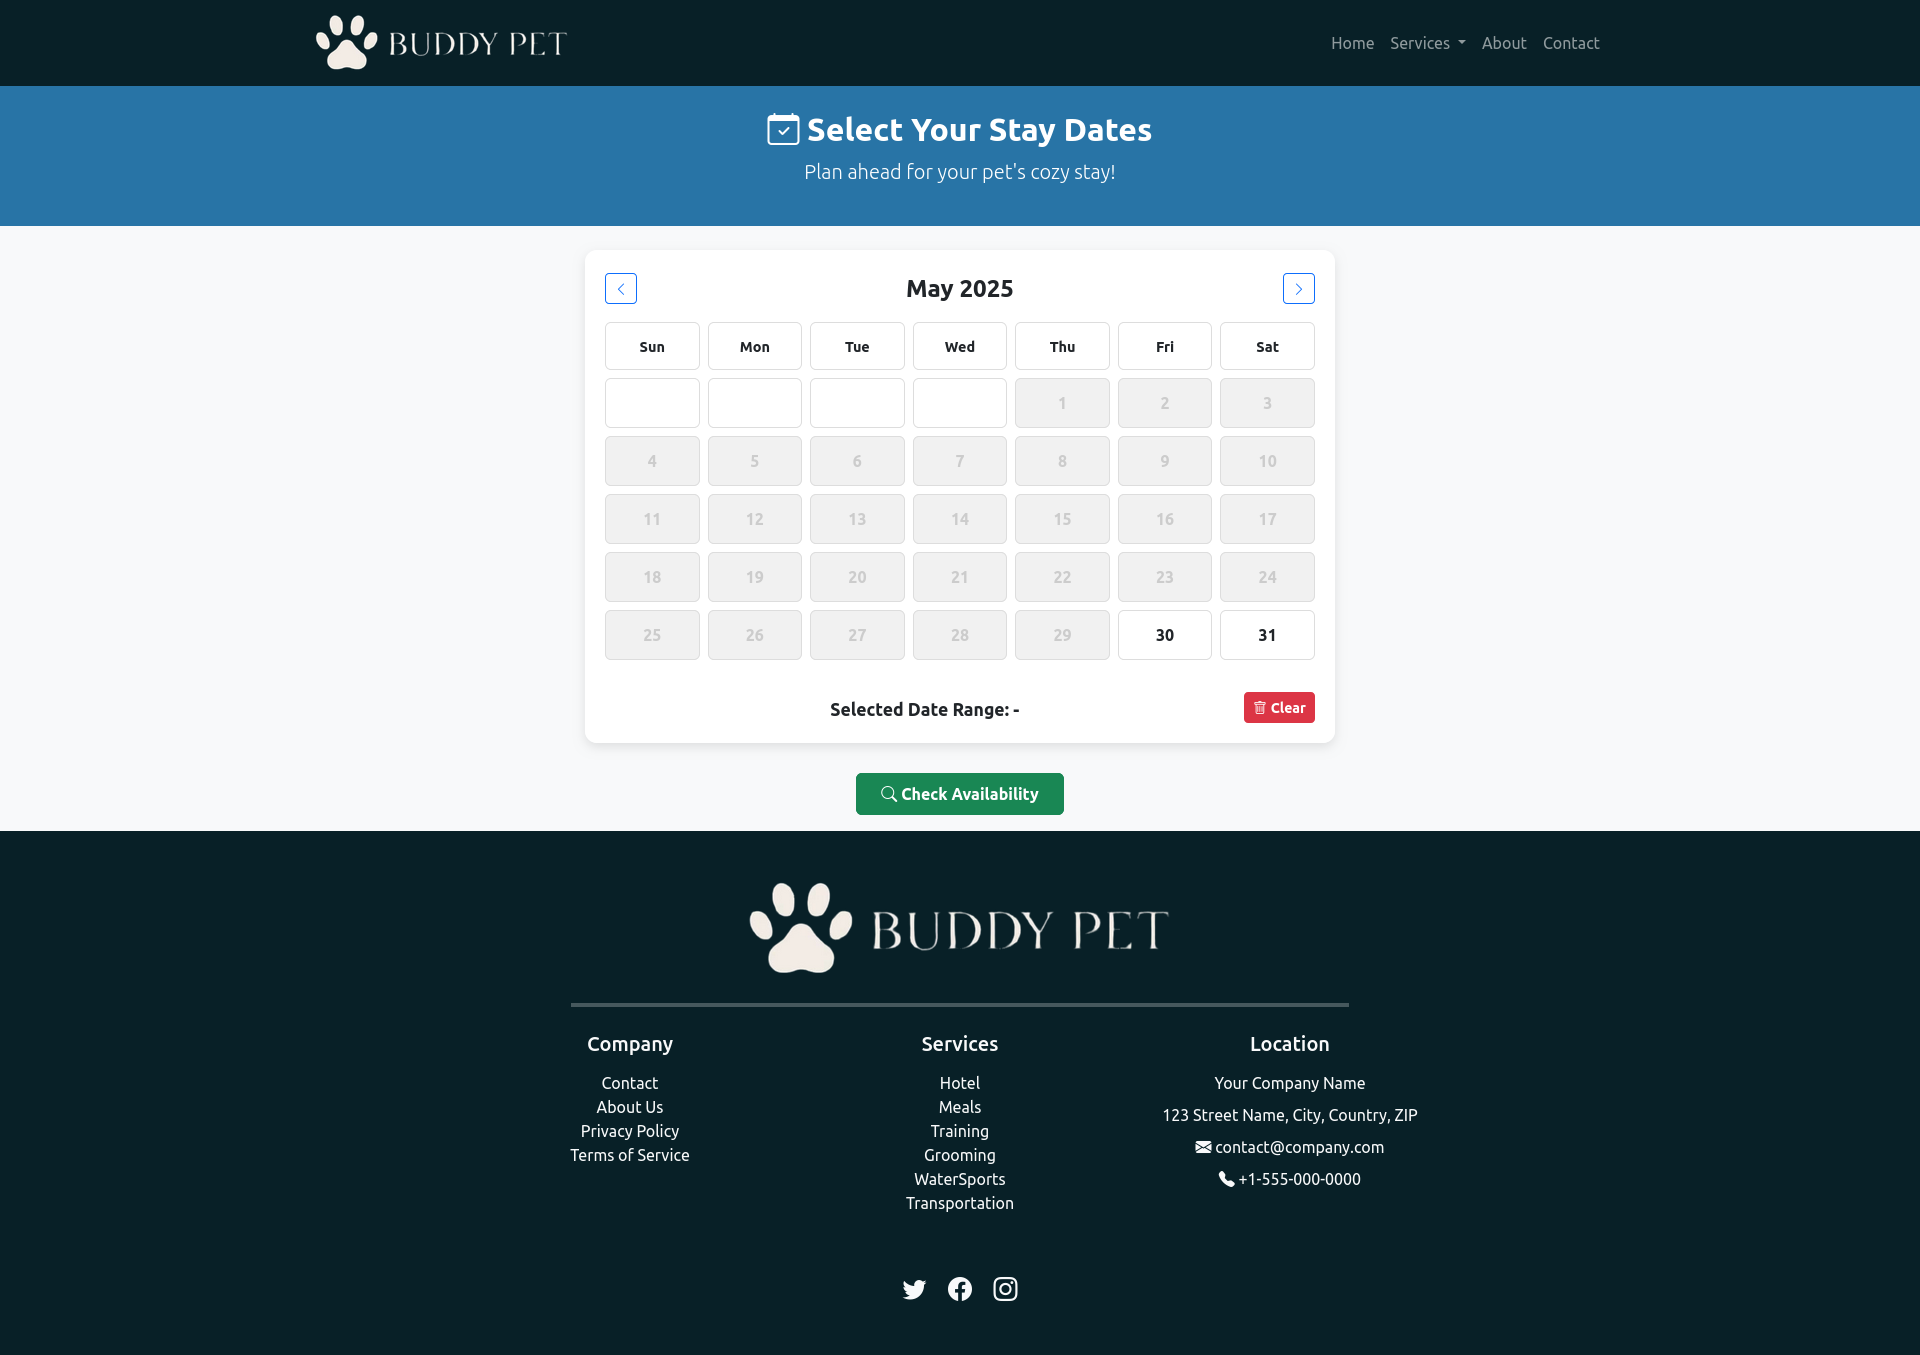 BUDDY PET
Home Services About Contact
Select Your Stay Dates
Plan ahead for your pet's cozy stay!
May 2025
Sun Mon Tue Wed Thu Fri Sat
1 2 3
4 5 6 7 8 9 10
11 12 13 14 15 16 17
18 19 20 21 22 23 24
25 26 27 28 29 30 31
Selected Date Range: -
Clear
Check Availability
BUDDY PET
Company
Contact
About Us
Privacy Policy
Terms of Service
Services
Hotel
Meals
Training
Grooming
WaterSports
Transportation
Location
Your Company Name
123 Street Name, City, Country, ZIP
contact@company.com
+1-555-000-0000